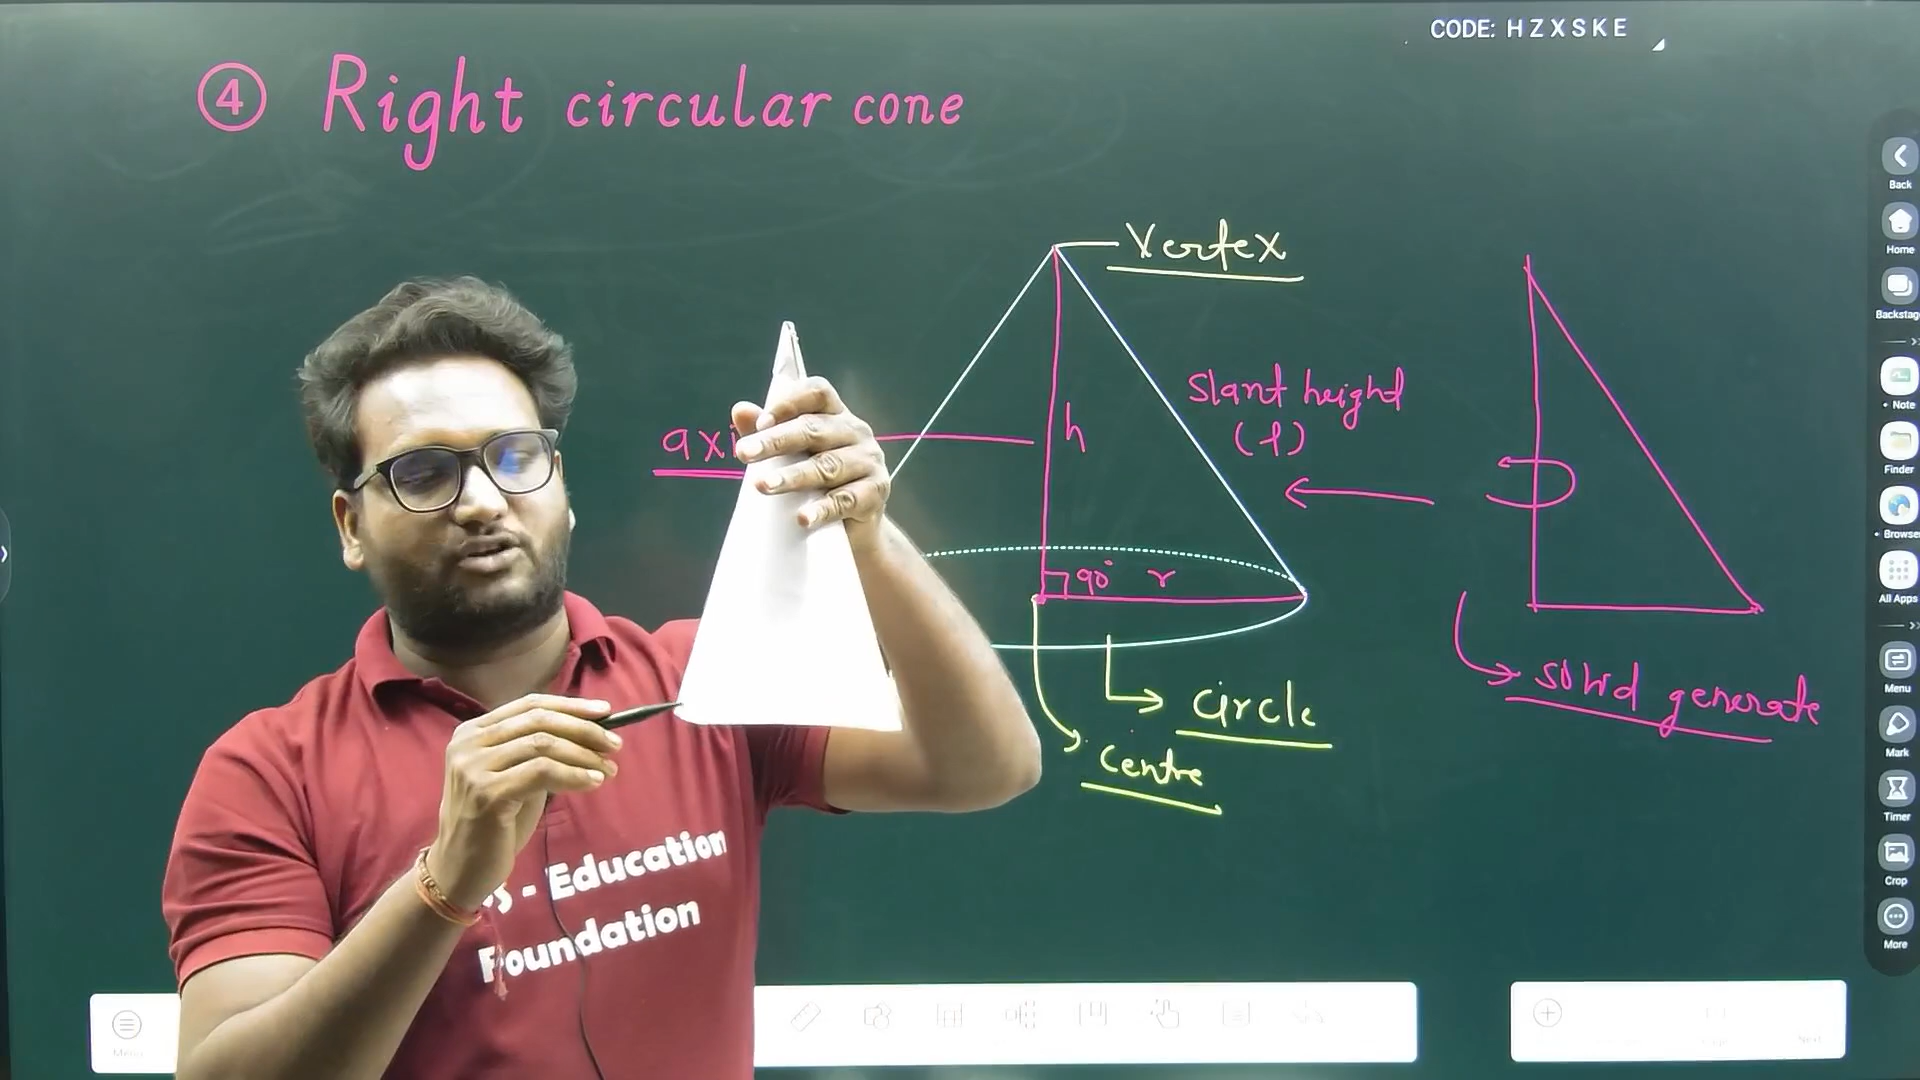 CODE: HZXSKE
④ Right circular cone
Vertex
Slant height
(l)
h
90° r
circle
Centre
solid generate
- Education
Foundation
Back
Home
Note
Finder
All Apps
Menu
Mark
Timer
Crop
More